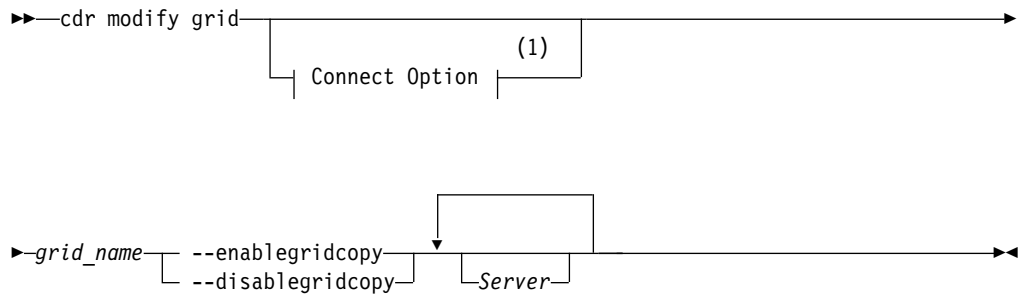 cdr modify grid
(1)
Connect Option
grid_name --enablegridcopy
--disablegridcopy Server